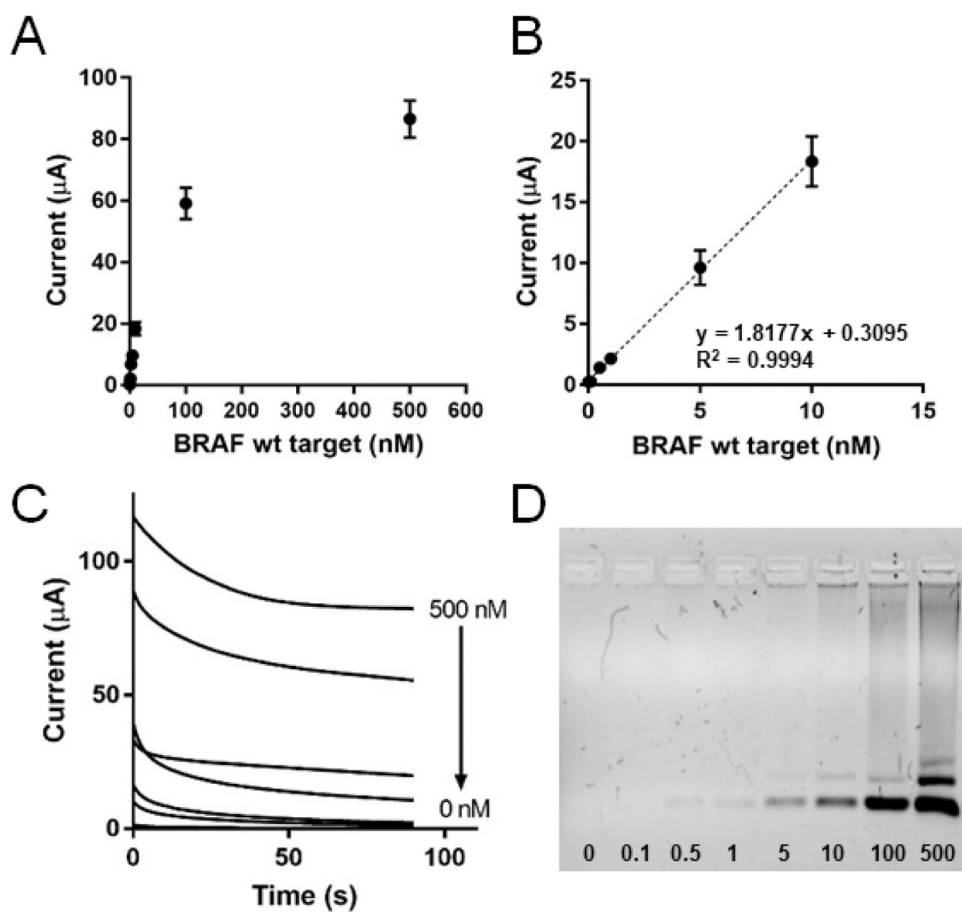 A
B
100
80
60
40
20
0
Current (μA)
0
100
200
300
400
500
600
BRAF wt target (nM)
25
20
15
10
5
0
Current (μA)
y = 1.8177x + 0.3095
R² = 0.9994
0
5
10
15
BRAF wt target (nM)
C
D
100
50
0
Current (μA)
500 nM
0 nM
0
50
100
Time (s)
0 0.1 0.5 1 5 10 100 500